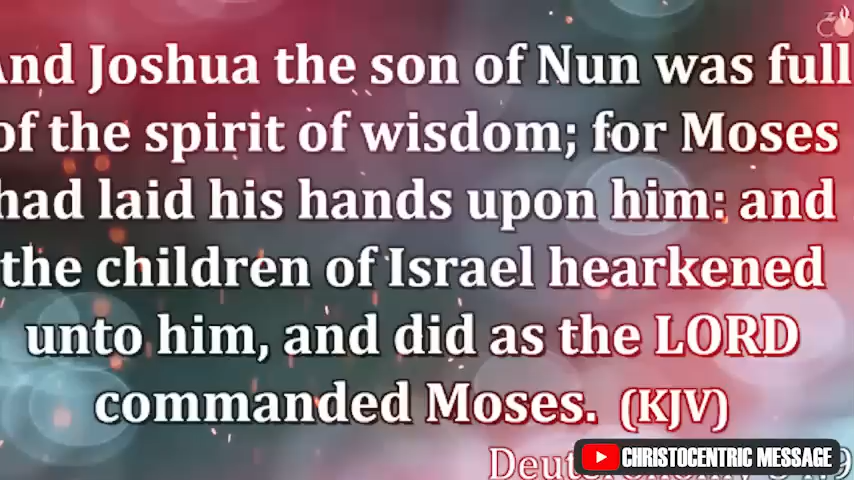 And Joshua the son of Nun was full
of the spirit of wisdom; for Moses
had laid his hands upon him: and
the children of Israel hearkened
unto him, and did as the LORD
commanded Moses. (KJV)
CHRISTOCENTRIC MESSAGE